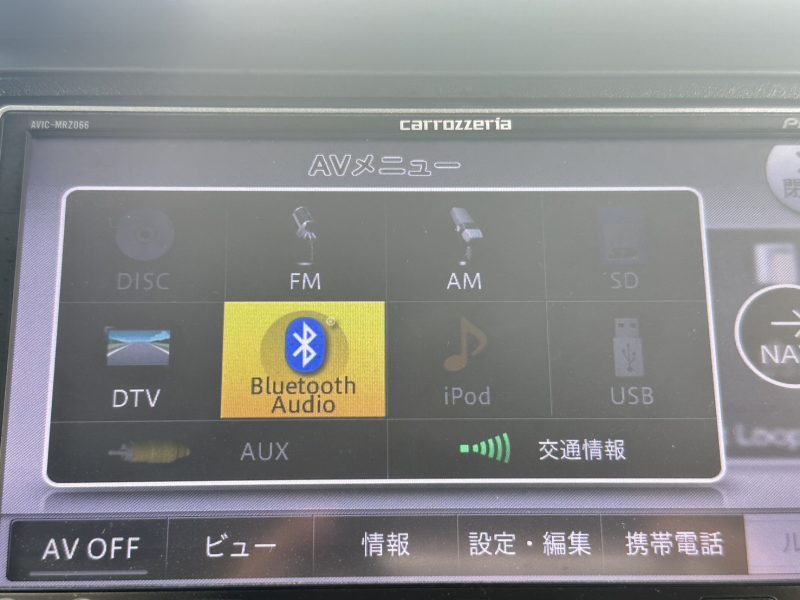 AVIC-MRZ066
carrozzeria
AVメニュー
DISC
FM
AM
SD
DTV
Bluetooth
Audio
iPod
USB
AUX
交通情報
AV OFF
ビュー
情報
設定・編集
携帯電話